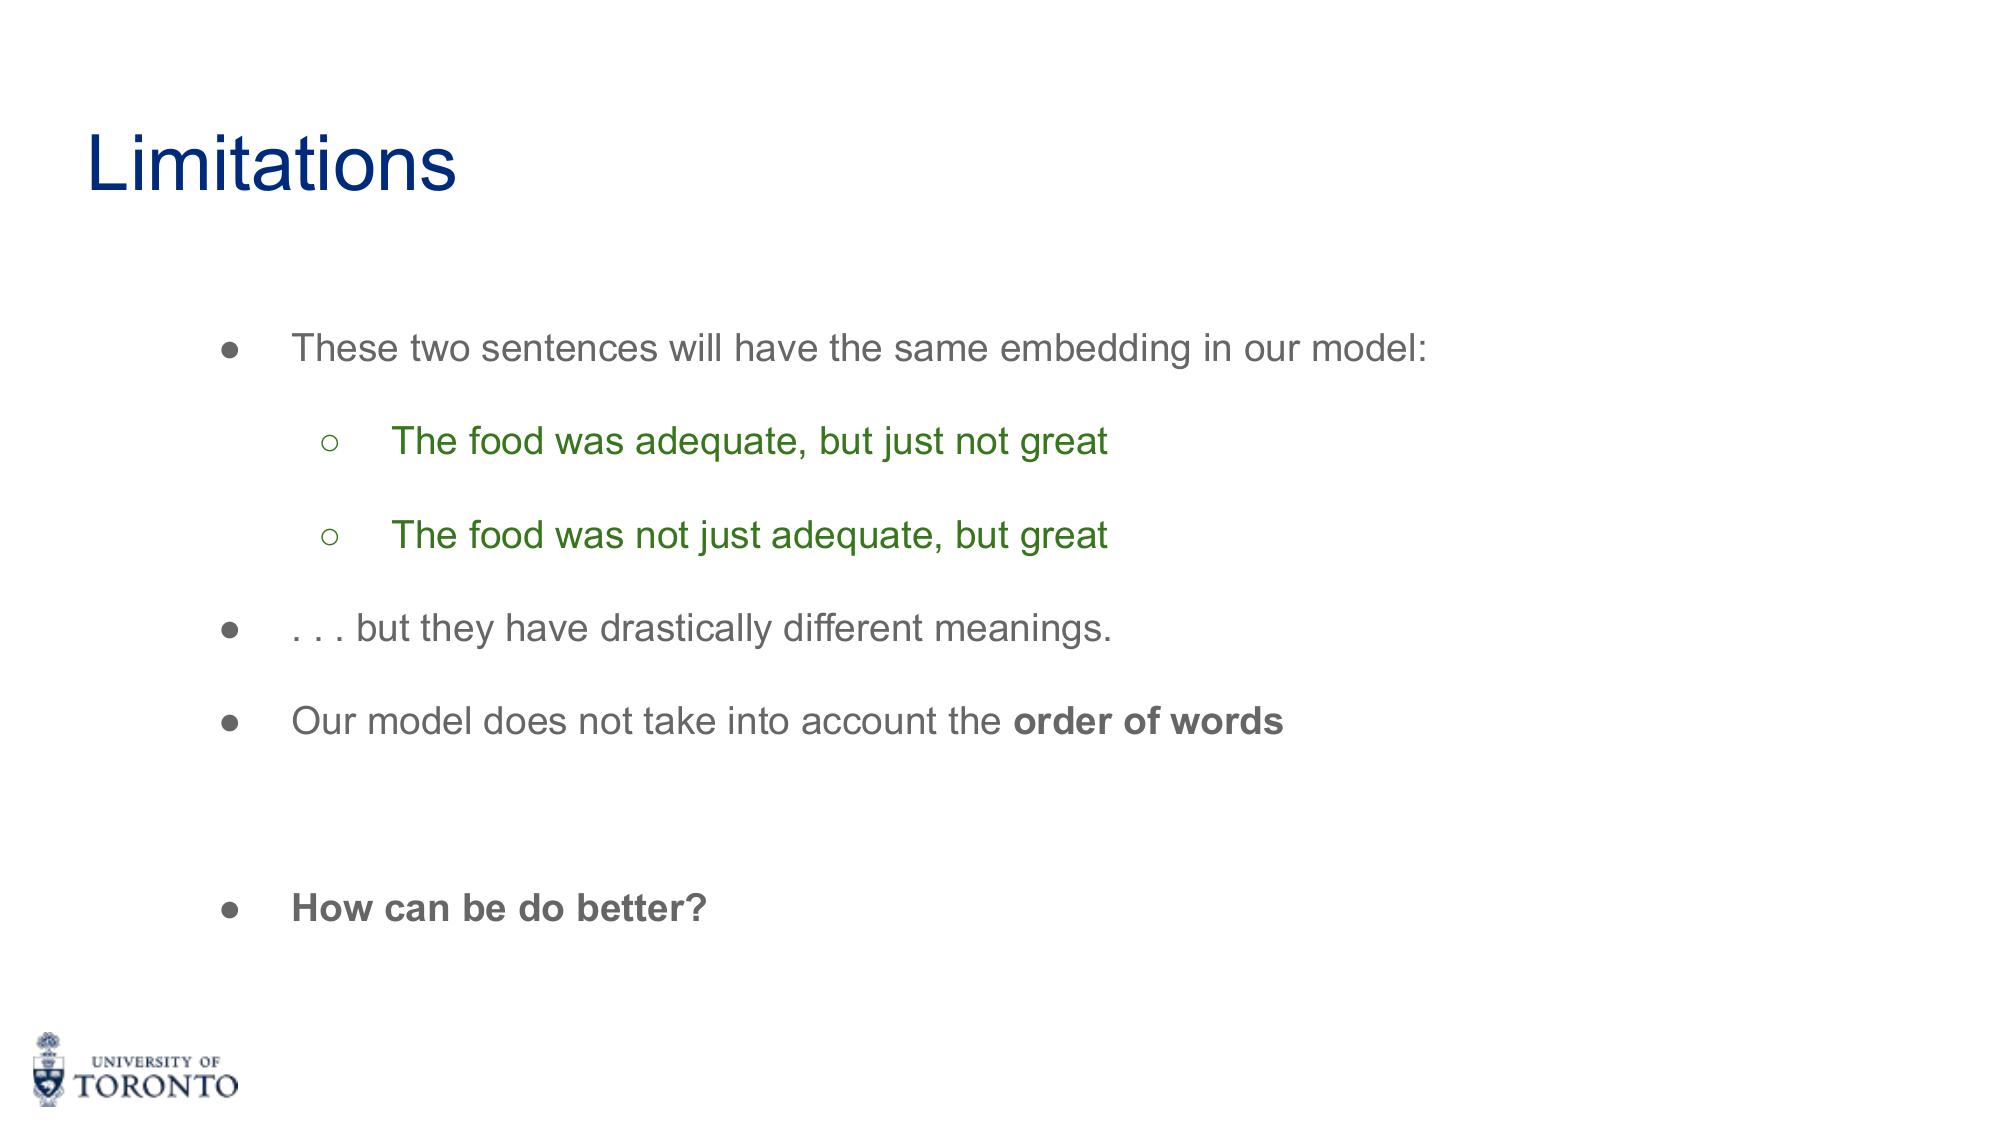 Limitations
● These two sentences will have the same embedding in our model:
○ The food was adequate, but just not great
○ The food was not just adequate, but great
● . . . but they have drastically different meanings.
● Our model does not take into account the order of words
● How can be do better?
UNIVERSITY OF
TORONTO